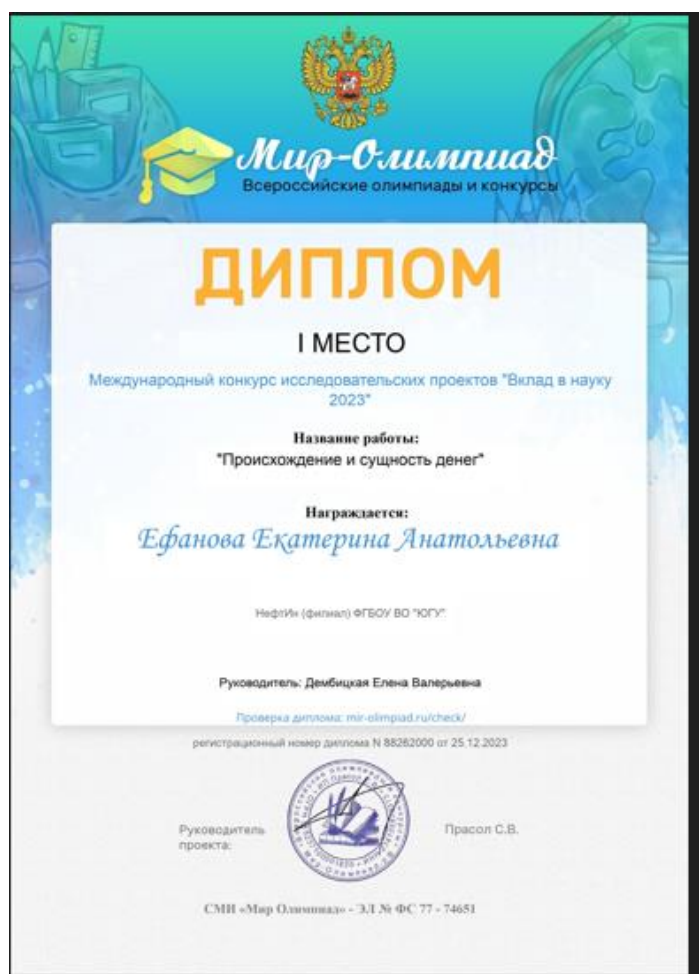 Мир-Олимпиад
Всероссийские олимпиады и конкурсы
ДИПЛОМ
I МЕСТО
Международный конкурс исследовательских проектов "Вклад в науку
2023"
Название работы:
"Происхождение и сущность денег"
Награждается:
Ефанова Екатерина Анатольевна
НефтИн (филиал) ФГБОУ ВО "ЮГУ"
Руководитель: Дембицкая Елена Валерьевна
Проверка диплома: mir-olimpiad.ru/check/
регистрационный номер диплома N 88262000 от 25.12.2023
Руководитель
проекта:
Прасол С.В.
СМИ «Мир Олимпиад» - ЭЛ № ФС 77 - 74651